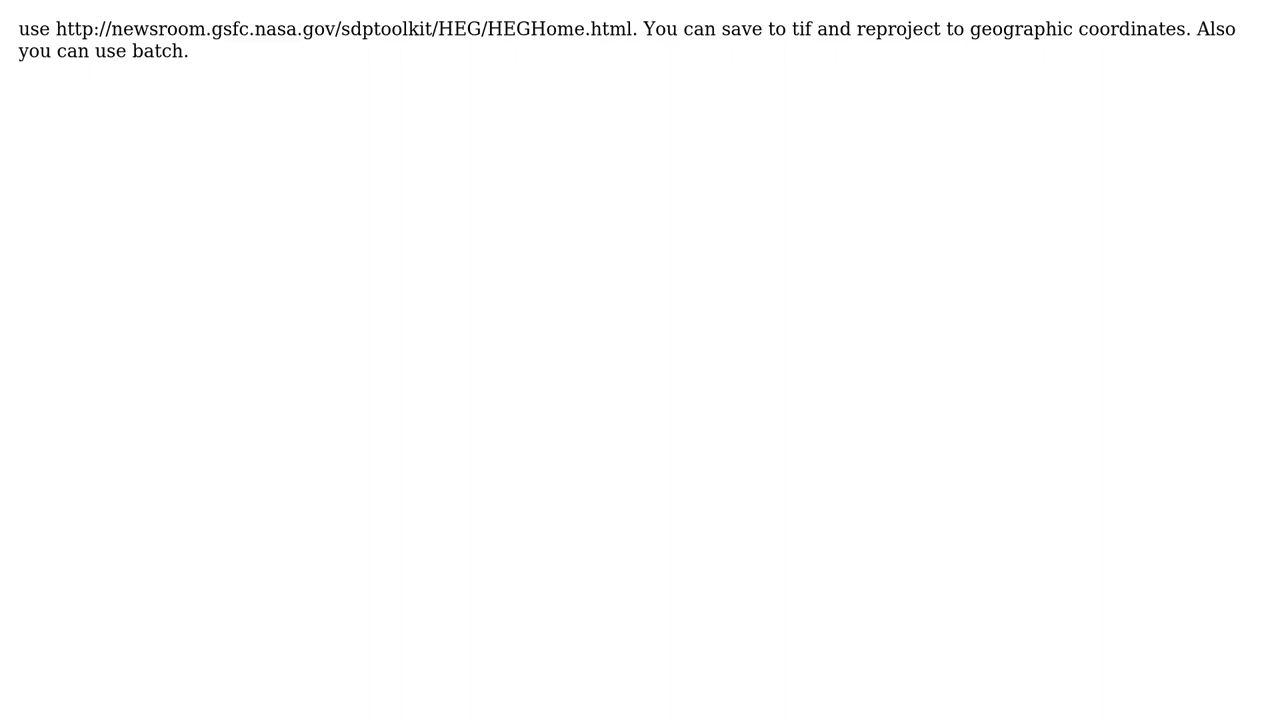 use http://newsroom.gsfc.nasa.gov/sdptoolkit/HEG/HEGHome.html. You can save to tif and reproject to geographic coordinates. Also
you can use batch.